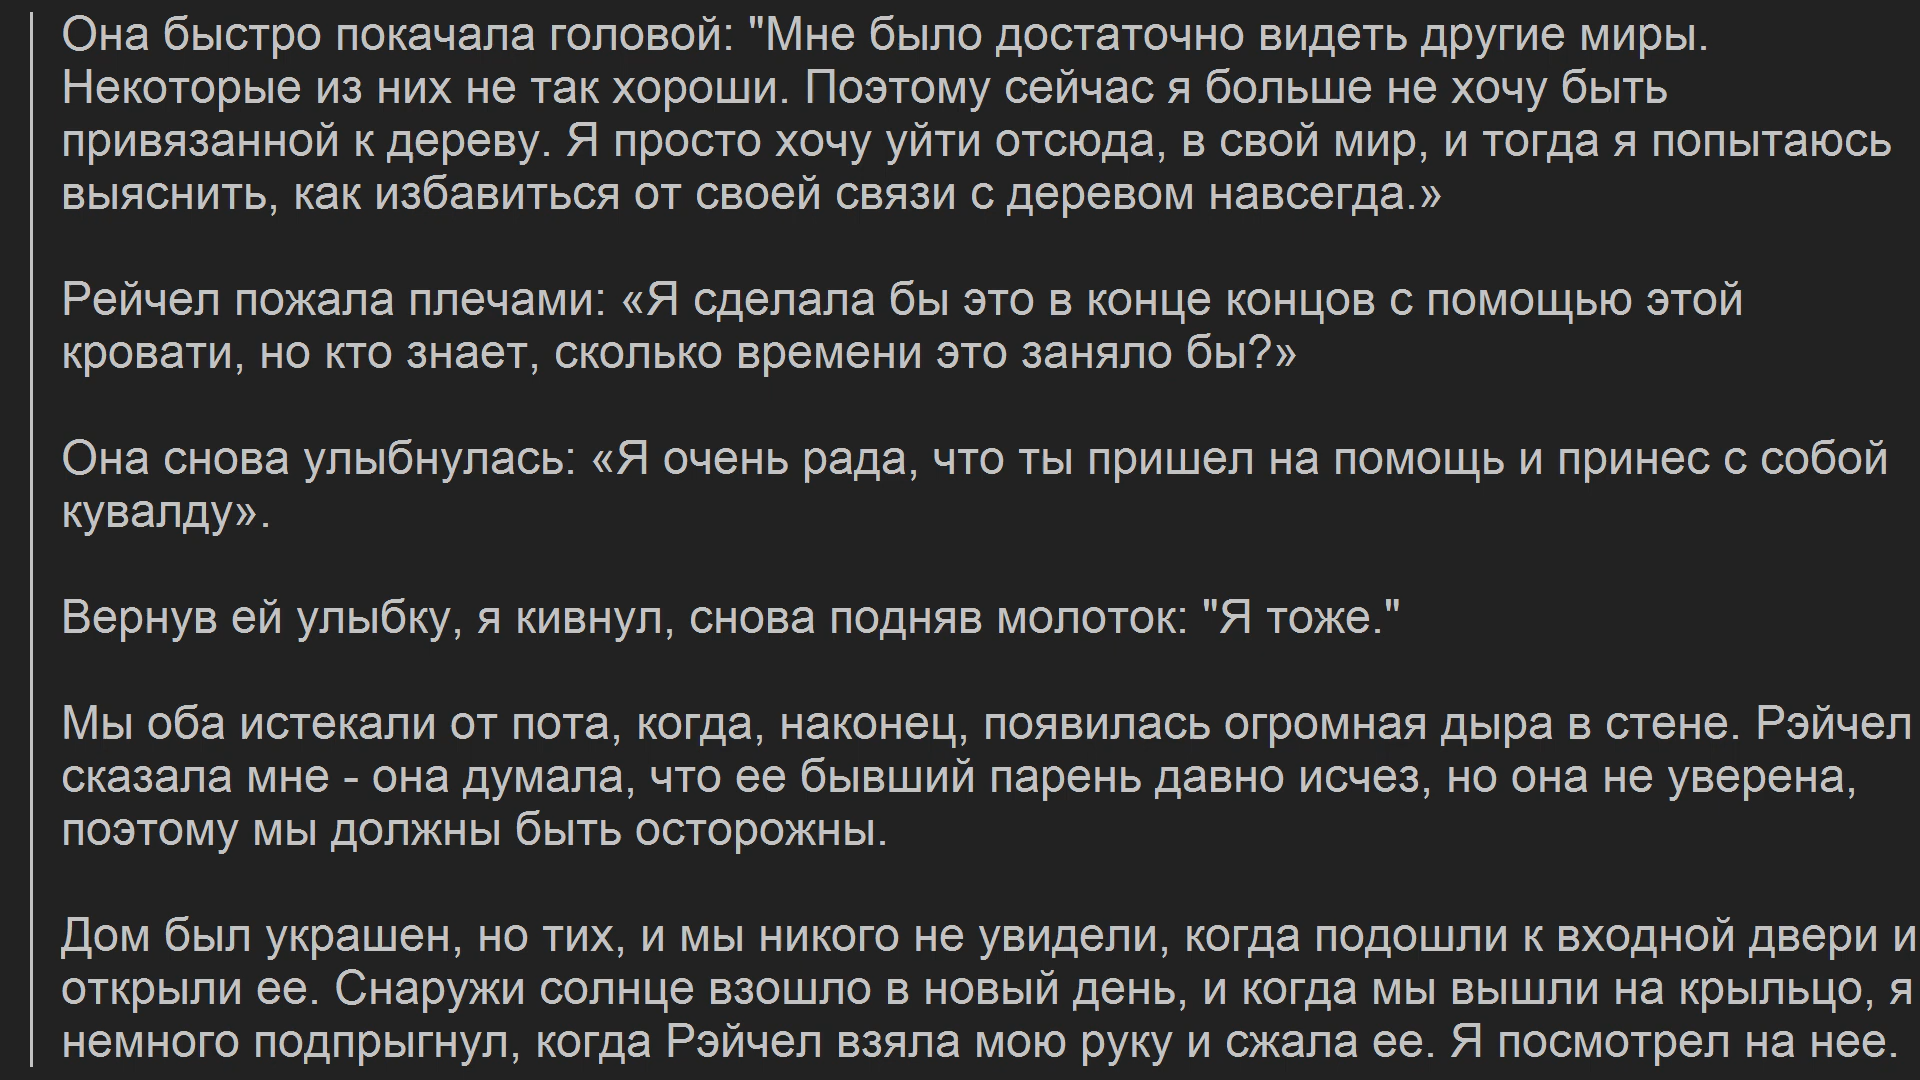 Она быстро покачала головой: "Мне было достаточно видеть другие миры.
Некоторые из них не так хороши. Поэтому сейчас я больше не хочу быть
привязанной к дереву. Я просто хочу уйти отсюда, в свой мир, и тогда я попытаюсь
выяснить, как избавиться от своей связи с деревом навсегда.»
Рейчел пожала плечами: «Я сделала бы это в конце концов с помощью этой
кровати, но кто знает, сколько времени это заняло бы?»
Она снова улыбнулась: «Я очень рада, что ты пришел на помощь и принес с собой
кувалду».
Вернув ей улыбку, я кивнул, снова подняв молоток: "Я тоже."
Мы оба истекали от пота, когда, наконец, появилась огромная дыра в стене. Рэйчел
сказала мне - она думала, что ее бывший парень давно исчез, но она не уверена,
поэтому мы должны быть осторожны.
Дом был украшен, но тих, и мы никого не увидели, когда подошли к входной двери и
открыли ее. Снаружи солнце взошло в новый день, и когда мы вышли на крыльцо, я
немного подпрыгнул, когда Рэйчел взяла мою руку и сжала ее. Я посмотрел на нее.